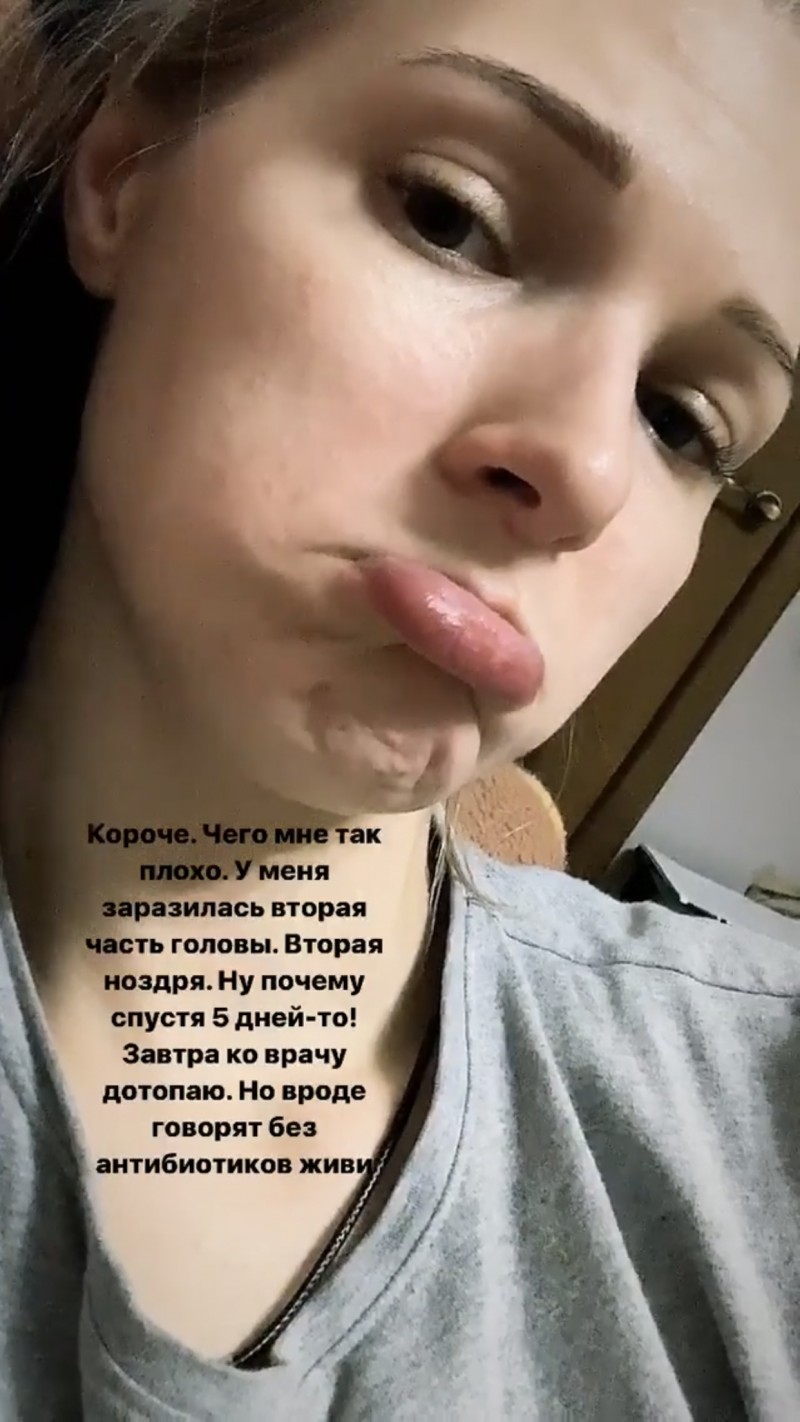 Короче. Чего мне так
плохо. У меня
заразилась вторая
часть головы. Вторая
ноздря. Ну почему
спустя 5 дней-то!
Завтра ко врачу
дотопаю. Но вроде
говорят без
антибиотиков живи